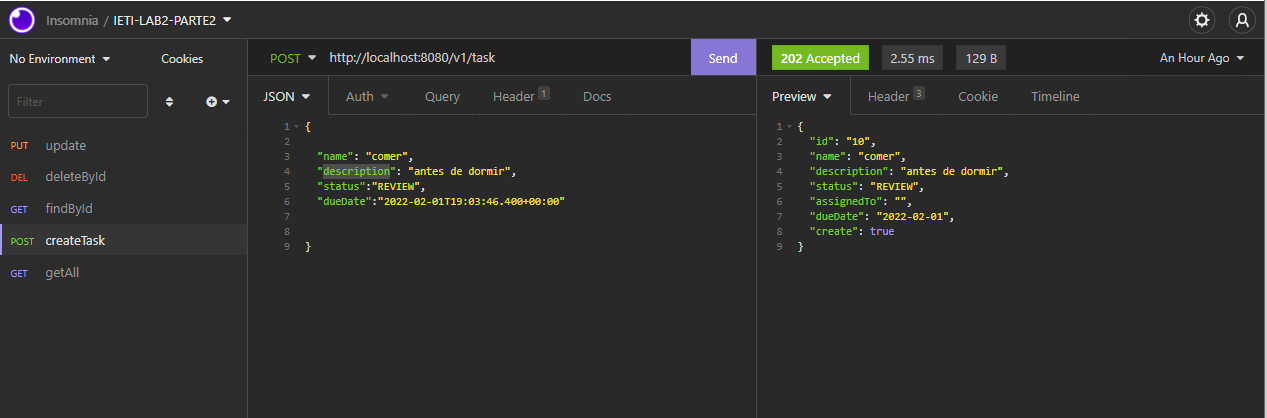 Insomnia / IETI-LAB2-PARTE2
No Environment Cookies
Filter
PUT update
DEL deleteById
GET findById
POST createTask
GET getAll
POST http://localhost:8080/v1/task Send
JSON Auth Query Header 1 Docs
1 {
2
3 "name": "comer",
4 "description": "antes de dormir",
5 "status":"REVIEW",
6 "dueDate":"2022-02-01T19:03:46.400+00:00"
7
8
9 }
202 Accepted 2.55 ms 129 B An Hour Ago
Preview Header 3 Cookie Timeline
1 {
2 "id": "10",
3 "name": "comer",
4 "description": "antes de dormir",
5 "status": "REVIEW",
6 "assignedTo": "",
7 "dueDate": "2022-02-01",
8 "create": true
9 }